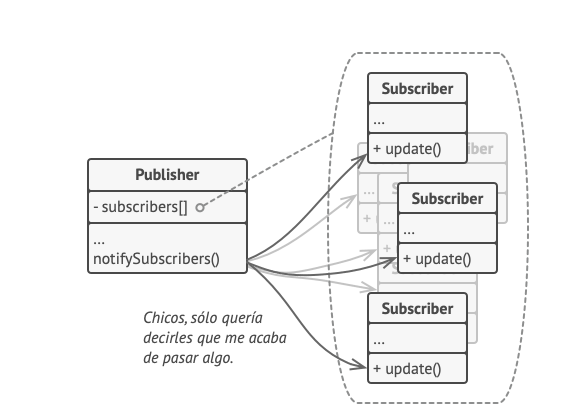 Subscriber
...
+ update()
Publisher
- subscribers[]
...
notifySubscribers()
Subscriber
...
+ update()
Subscriber
...
+ update()
Chicos, sólo quería
decirles que me acaba
de pasar algo.